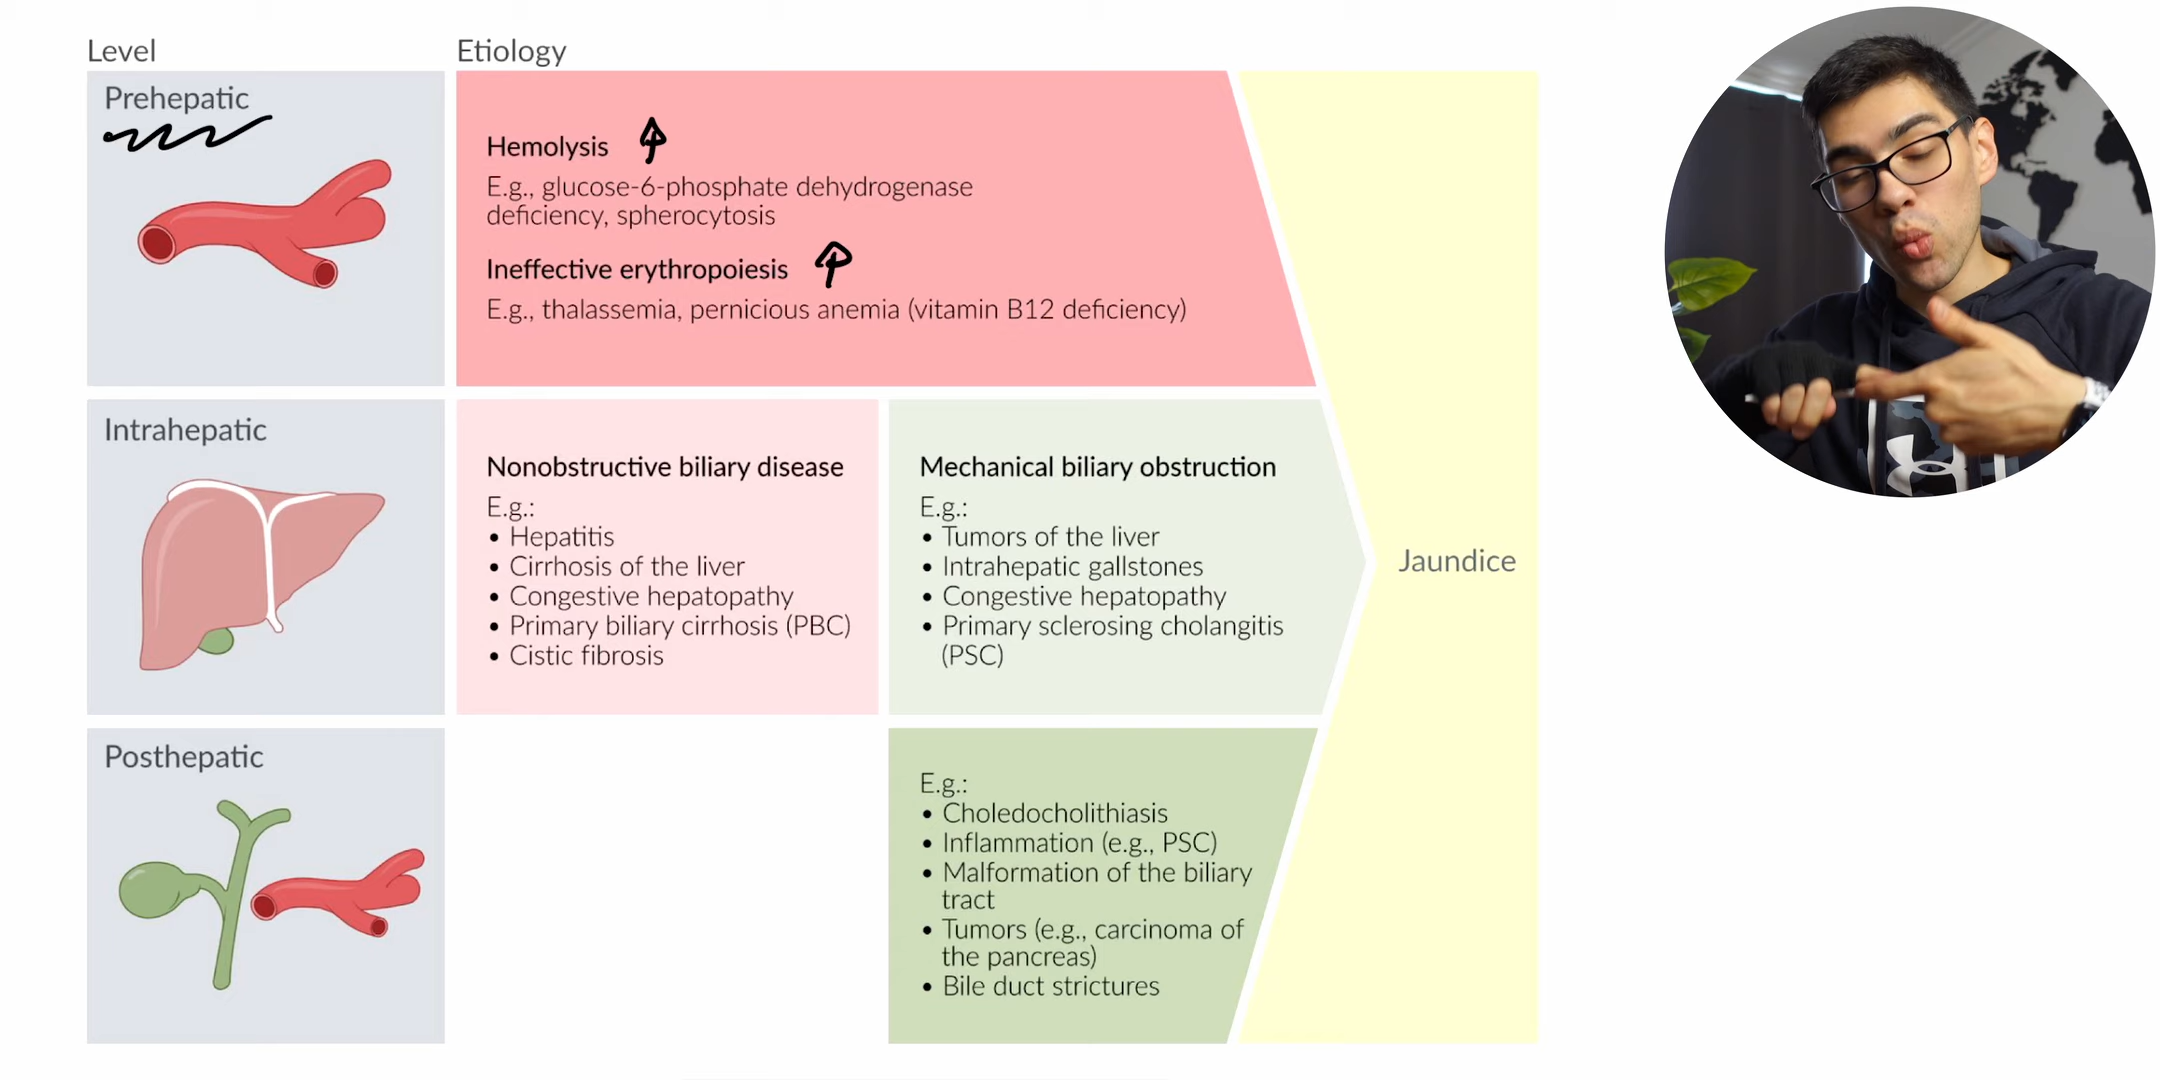 Level
Etiology
Prehepatic
Hemolysis
E.g., glucose-6-phosphate dehydrogenase
deficiency, spherocytosis
Ineffective erythropoiesis
E.g., thalassemia, pernicious anemia (vitamin B12 deficiency)
Intrahepatic
Nonobstructive biliary disease
E.g.:
• Hepatitis
• Cirrhosis of the liver
• Congestive hepatopathy
• Primary biliary cirrhosis (PBC)
• Cistic fibrosis
Mechanical biliary obstruction
E.g.:
• Tumors of the liver
• Intrahepatic gallstones
• Congestive hepatopathy
• Primary sclerosing cholangitis
(PSC)
Jaundice
Posthepatic
E.g.:
• Choledocholithiasis
• Inflammation (e.g., PSC)
• Malformation of the biliary
tract
• Tumors (e.g., carcinoma of
the pancreas)
• Bile duct strictures